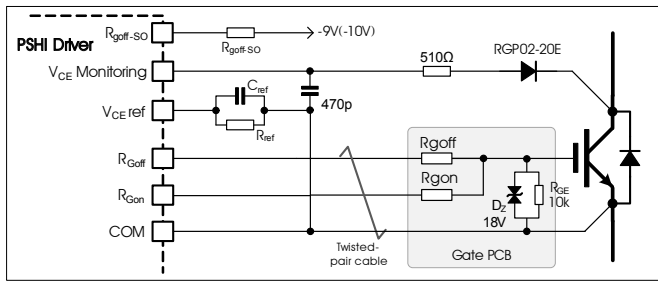 Rgoff-SO
Rgoff-SO
-9V(-10V)
PSHI Driver
VCE Monitoring
510Ω
RGP02-20E
VCE ref
Cref
Rref
470p
RGoff
Rgoff
RGon
Rgon
COM
Twisted-
pair cable
DZ
18V
RGE
10k
Gate PCB